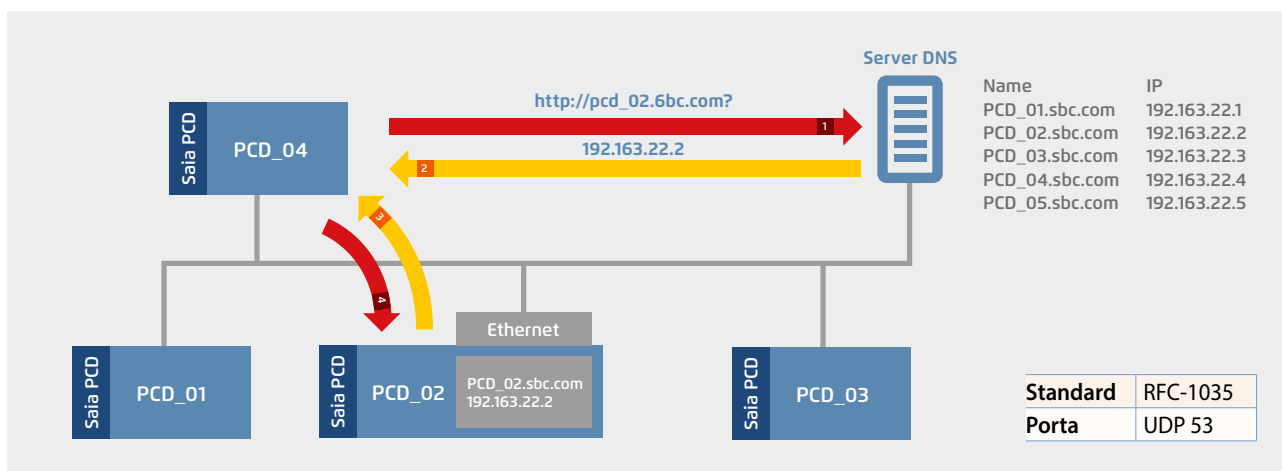 Server DNS
Name IP
PCD_01.sbc.com 192.163.22.1
PCD_02.sbc.com 192.163.22.2
PCD_03.sbc.com 192.163.22.3
PCD_04.sbc.com 192.163.22.4
PCD_05.sbc.com 192.163.22.5
http://pcd_02.6bc.com?
1
192.163.22.2
2
Saia PCD
PCD_04
3
4
Ethernet
Saia PCD
PCD_01
Saia PCD
PCD_02
PCD_02.sbc.com
192.163.22.2
Saia PCD
PCD_03
Standard RFC-1035
Porta UDP 53